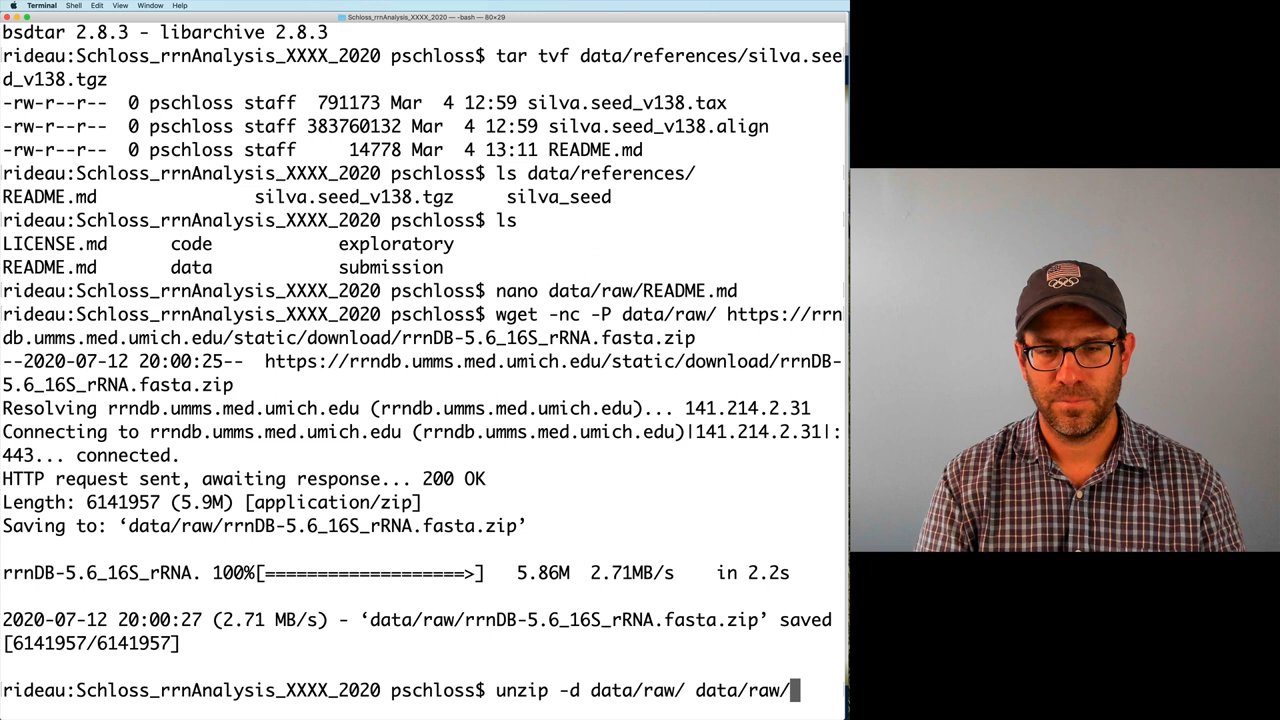 Terminal Shell Edit View Window Help
Schloss_rrnAnalysis_XXXX_2020 — -bash — 80×29
bsdtar 2.8.3 - libarchive 2.8.3
rideau:Schloss_rrnAnalysis_XXXX_2020 pschloss$ tar tvf data/references/silva.see
d_v138.tgz
-rw-r--r-- 0 pschloss staff 791173 Mar 4 12:59 silva.seed_v138.tax
-rw-r--r-- 0 pschloss staff 383760132 Mar 4 12:59 silva.seed_v138.align
-rw-r--r-- 0 pschloss staff 14778 Mar 4 13:11 README.md
rideau:Schloss_rrnAnalysis_XXXX_2020 pschloss$ ls data/references/
README.md silva.seed_v138.tgz silva_seed
rideau:Schloss_rrnAnalysis_XXXX_2020 pschloss$ ls
LICENSE.md code exploratory
README.md data submission
rideau:Schloss_rrnAnalysis_XXXX_2020 pschloss$ nano data/raw/README.md
rideau:Schloss_rrnAnalysis_XXXX_2020 pschloss$ wget -nc -P data/raw/ https://rrn
db.umms.med.umich.edu/static/download/rrnDB-5.6_16S_rRNA.fasta.zip
--2020-07-12 20:00:25-- https://rrndb.umms.med.umich.edu/static/download/rrnDB-
5.6_16S_rRNA.fasta.zip
Resolving rrndb.umms.med.umich.edu (rrndb.umms.med.umich.edu)... 141.214.2.31
Connecting to rrndb.umms.med.umich.edu (rrndb.umms.med.umich.edu)|141.214.2.31|:
443... connected.
HTTP request sent, awaiting response... 200 OK
Length: 6141957 (5.9M) [application/zip]
Saving to: ‘data/raw/rrnDB-5.6_16S_rRNA.fasta.zip’
rrnDB-5.6_16S_rRNA. 100%[===================>] 5.86M 2.71MB/s in 2.2s
2020-07-12 20:00:27 (2.71 MB/s) - ‘data/raw/rrnDB-5.6_16S_rRNA.fasta.zip’ saved
[6141957/6141957]
rideau:Schloss_rrnAnalysis_XXXX_2020 pschloss$ unzip -d data/raw/ data/raw/